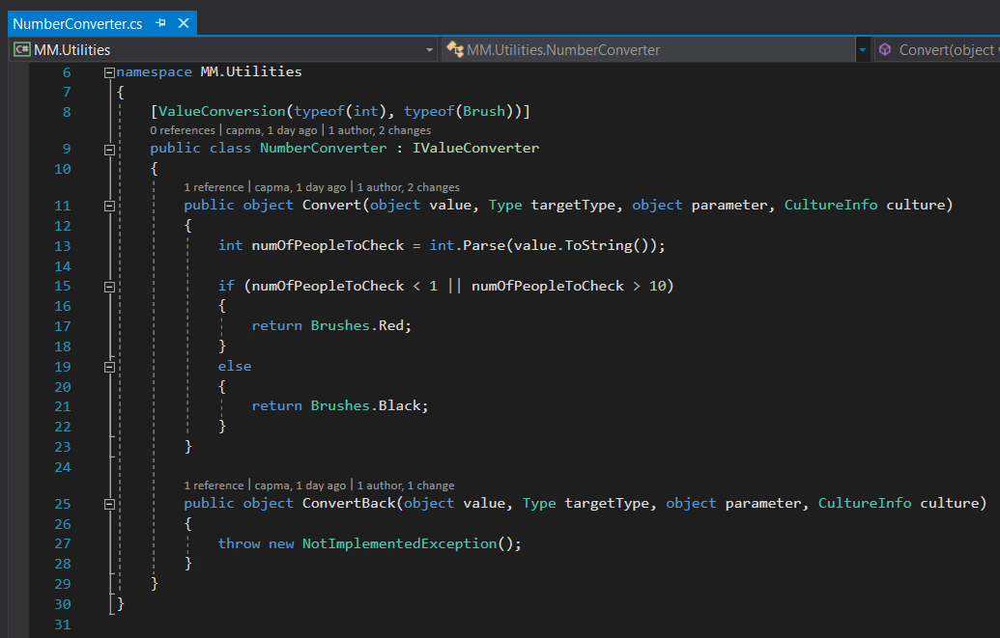 NumberConverter.cs
C# MM.Utilities MM.Utilities.NumberConverter Convert(object
6 namespace MM.Utilities
7 {
8 [ValueConversion(typeof(int), typeof(Brush))]
0 references | capma, 1 day ago | 1 author, 2 changes
9 public class NumberConverter : IValueConverter
10 {
1 reference | capma, 1 day ago | 1 author, 2 changes
11 public object Convert(object value, Type targetType, object parameter, CultureInfo culture)
12 {
13 int numOfPeopleToCheck = int.Parse(value.ToString());
14
15 if (numOfPeopleToCheck < 1 || numOfPeopleToCheck > 10)
16 {
17 return Brushes.Red;
18 }
19 else
20 {
21 return Brushes.Black;
22 }
23 }
24
1 reference | capma, 1 day ago | 1 author, 1 change
25 public object ConvertBack(object value, Type targetType, object parameter, CultureInfo culture)
26 {
27 throw new NotImplementedException();
28 }
29 }
30 }
31